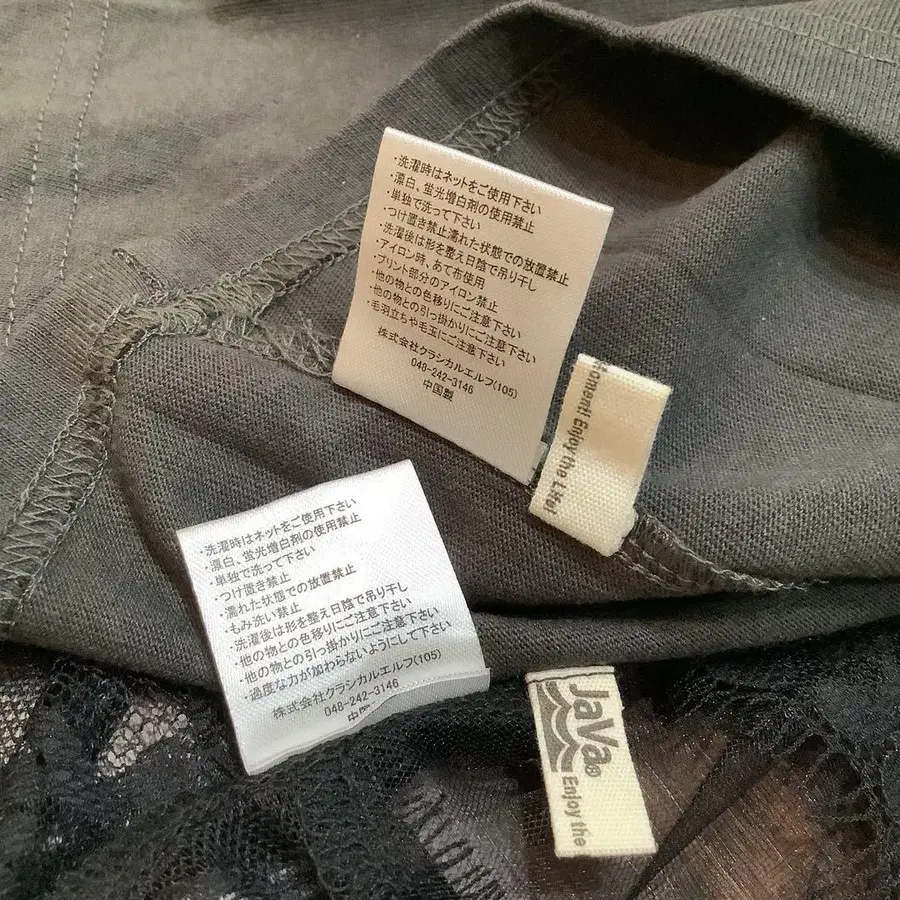 ・洗濯時はネットをご使用下さい
・漂白、蛍光増白剤の使用禁止
・単独で洗って下さい
・つけ置き禁止濡れた状態での放置禁止
・洗濯後は形を整え日陰で吊り干し
・アイロン時、あて布使用
・プリント部分のアイロン禁止
・他の物との色移りにご注意下さい
・他の物との引っ掛かりにご注意下さい
・毛羽立ちや毛玉にご注意下さい
株式会社クラシカルエルフ(105)
048-242-3146
中国製
Enjoy the Life!
・洗濯時はネットをご使用下さい
・漂白、蛍光増白剤の使用禁止
・単独で洗って下さい
・つけ置き禁止
・濡れた状態での放置禁止
・もみ洗い禁止
・洗濯後は形を整え日陰で吊り干し
・他の物との色移りにご注意下さい
・他の物との引っ掛かりにご注意下さい
・過度な力が加わらないようにして下さい
株式会社クラシカルエルフ(105)
048-242-3146
中国
JaVa®
Enjoy the